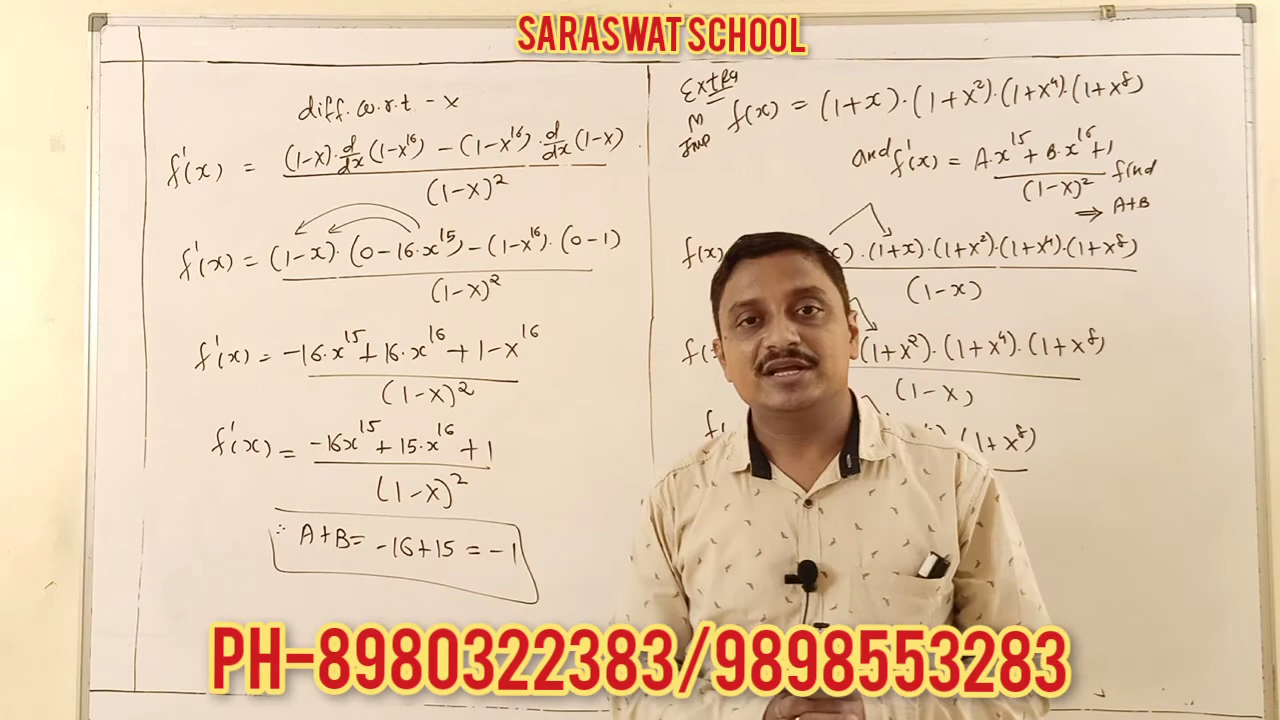 SARASWAT SCHOOL
diff. w.r.t - x
f'(x) = (1-x)·d/dx(1-x^16) - (1-x^16)·d/dx(1-x)
(1-x)^2
f'(x) = (1-x)·(0-16·x^15) - (1-x^16)·(0-1)
(1-x)^2
f'(x) = -16·x^15 + 16·x^16 + 1 - x^16
(1-x)^2
f'(x) = -16x^15 + 15·x^16 + 1
(1-x)^2
∴ A+B = -16+15 = -1
Extra
M Imp
f(x) = (1+x)·(1+x^2)·(1+x^4)·(1+x^8)
and f'(x) = A·x^15 + B·x^16 + 1
(1-x)^2 find
⇒ A+B
f(x) x)·(1+x)·(1+x^2)·(1+x^4)·(1+x^8)
(1-x)
(1+x^2)·(1+x^4)·(1+x^8)
(1-x)
(1+x^8)
PH-8980322383/9898553283